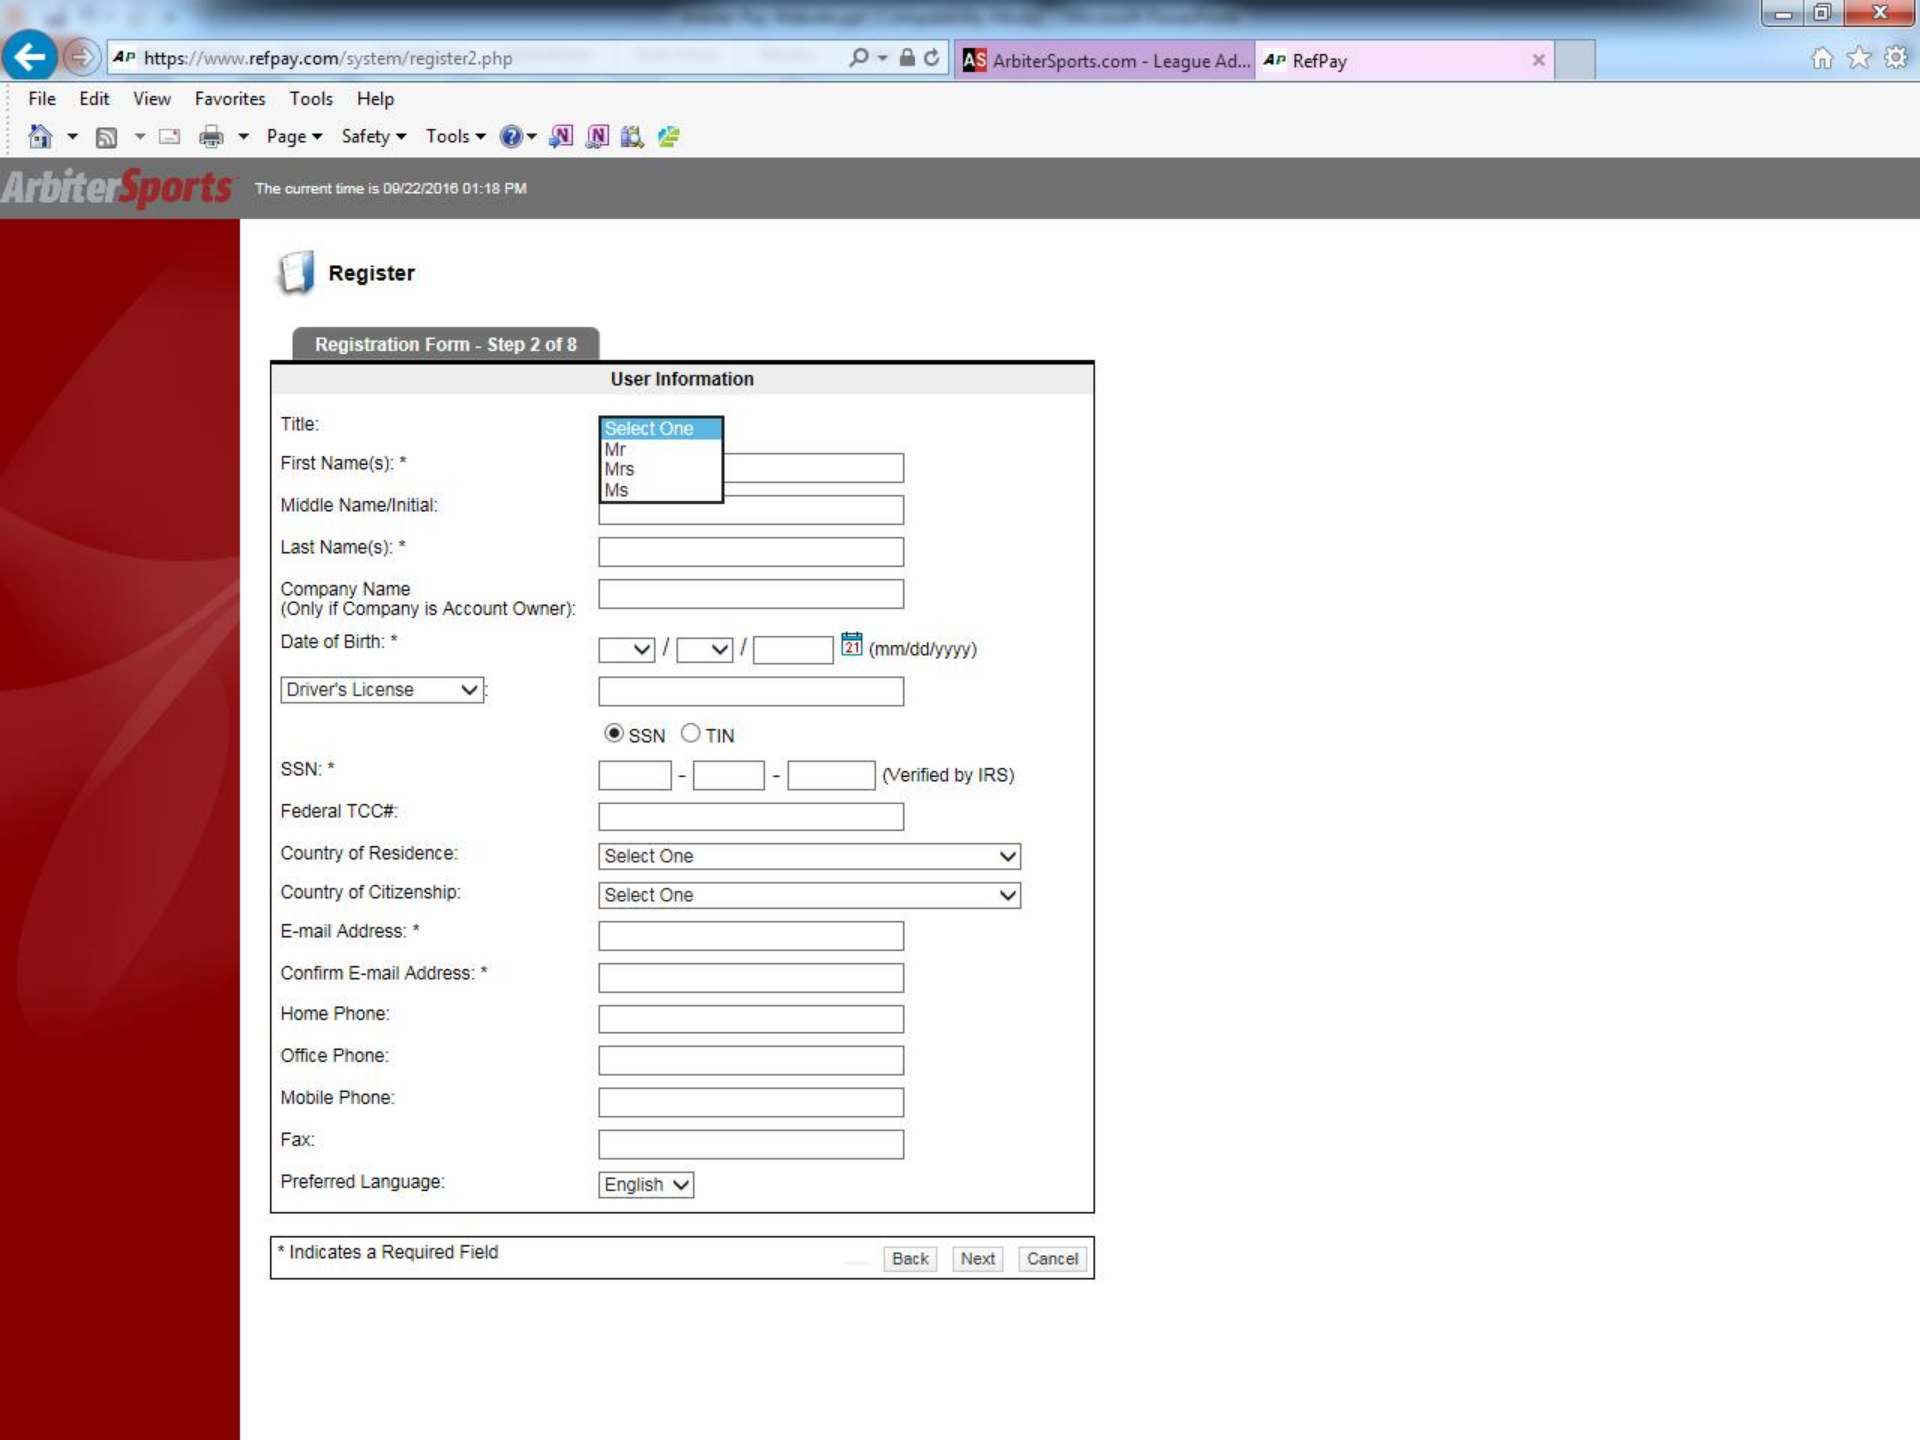 https://www.refpay.com/system/register2.php
ArbiterSports.com - League Ad...
RefPay
File Edit View Favorites Tools Help
Page Safety Tools
ArbiterSports The current time is 09/22/2016 01:18 PM
Register
Registration Form - Step 2 of 8
User Information
Title:
Select One
Mr
Mrs
Ms
First Name(s): *
Middle Name/Initial:
Last Name(s): *
Company Name
(Only if Company is Account Owner):
Date of Birth: * / / 21 (mm/dd/yyyy)
Driver's License :
SSN TIN
SSN: * - - (Verified by IRS)
Federal TCC#:
Country of Residence: Select One
Country of Citizenship: Select One
E-mail Address: *
Confirm E-mail Address: *
Home Phone:
Office Phone:
Mobile Phone:
Fax:
Preferred Language: English
* Indicates a Required Field Back Next Cancel